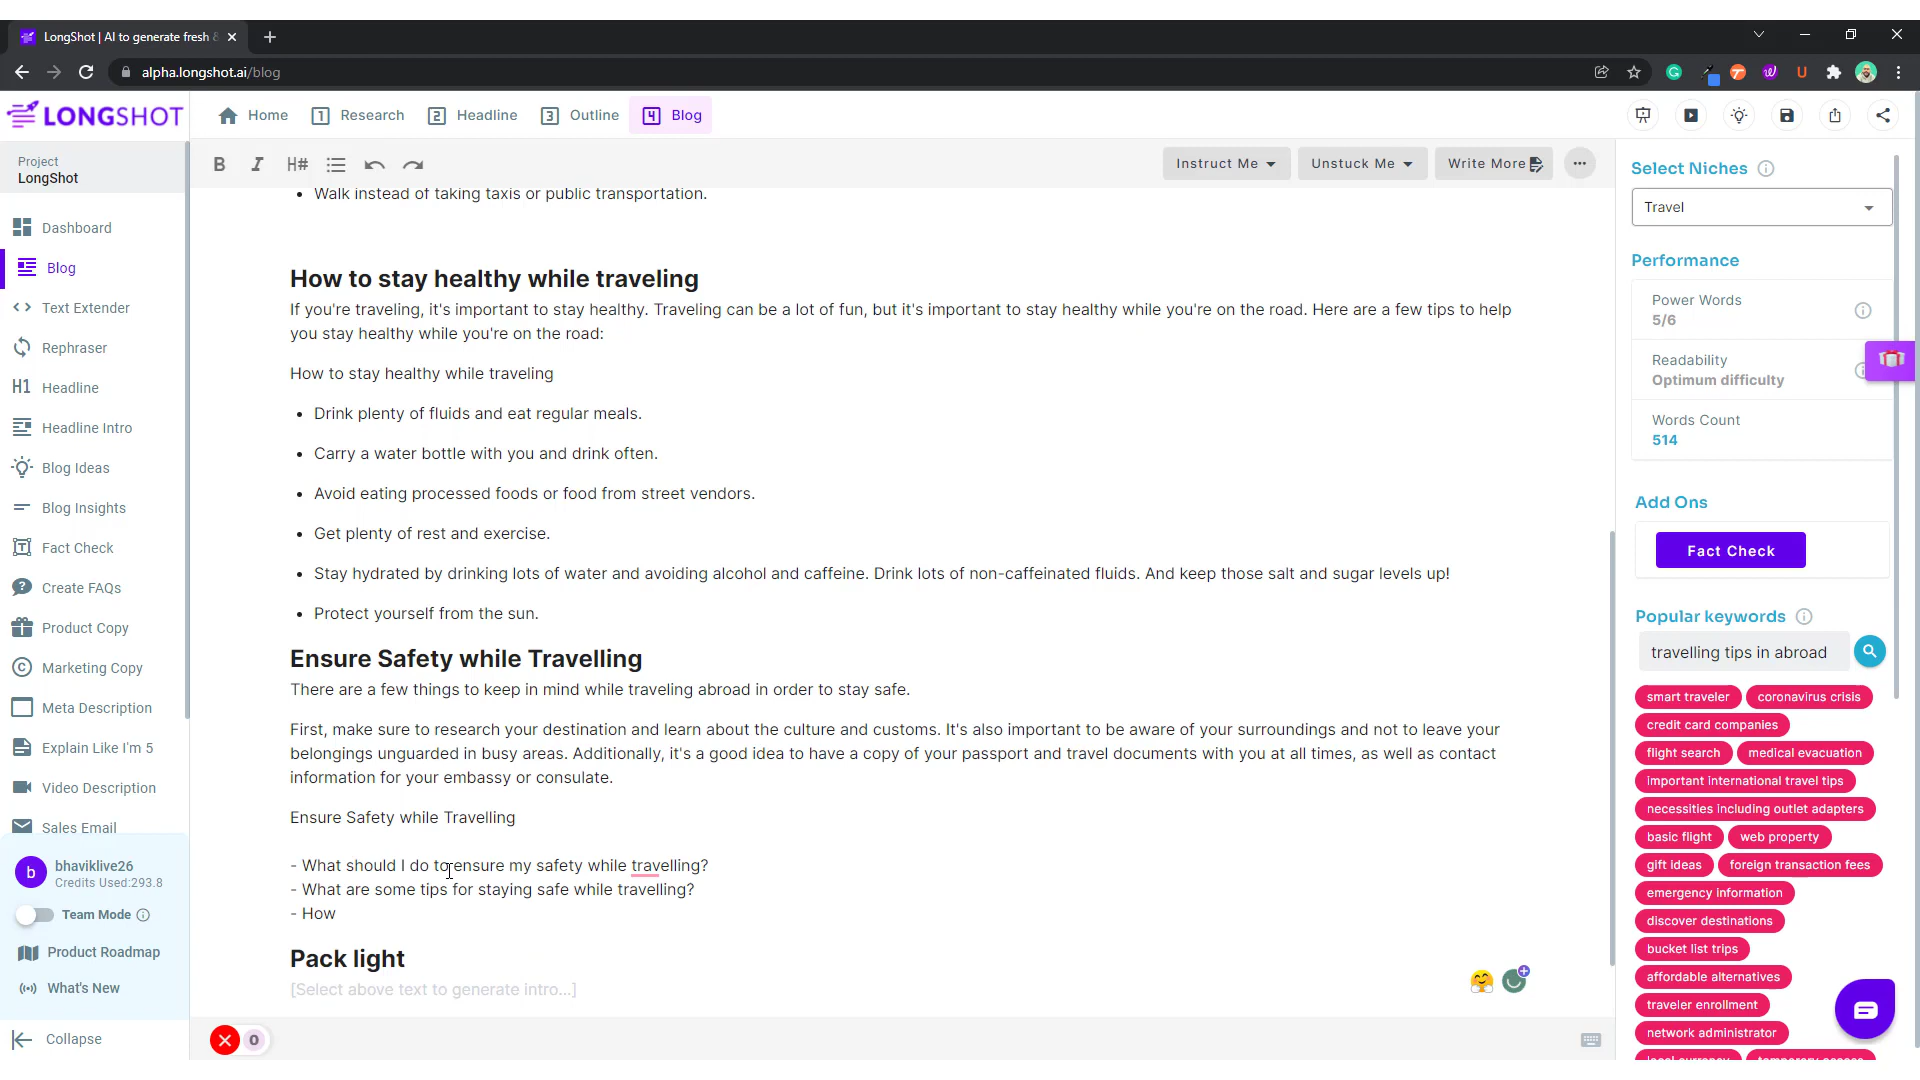 LongShot | AI to generate fresh &
alpha.longshot.ai/blog
LONGSHOT
Home
1 Research
2 Headline
3 Outline
4 Blog
Project
LongShot
Dashboard
Blog
Text Extender
Rephraser
H1 Headline
Headline Intro
Blog Ideas
Blog Insights
Fact Check
Create FAQs
Product Copy
Marketing Copy
Meta Description
Explain Like I'm 5
Video Description
Sales Email
b
bhaviklive26
Credits Used:293.8
Team Mode
Product Roadmap
What's New
Collapse
B I H#
Instruct Me
Unstuck Me
Write More
• Walk instead of taking taxis or public transportation.
How to stay healthy while traveling
If you're traveling, it's important to stay healthy. Traveling can be a lot of fun, but it's important to stay healthy while you're on the road. Here are a few tips to help
you stay healthy while you're on the road:
How to stay healthy while traveling
• Drink plenty of fluids and eat regular meals.
• Carry a water bottle with you and drink often.
• Avoid eating processed foods or food from street vendors.
• Get plenty of rest and exercise.
• Stay hydrated by drinking lots of water and avoiding alcohol and caffeine. Drink lots of non-caffeinated fluids. And keep those salt and sugar levels up!
• Protect yourself from the sun.
Ensure Safety while Travelling
There are a few things to keep in mind while traveling abroad in order to stay safe.
First, make sure to research your destination and learn about the culture and customs. It's also important to be aware of your surroundings and not to leave your
belongings unguarded in busy areas. Additionally, it's a good idea to have a copy of your passport and travel documents with you at all times, as well as contact
information for your embassy or consulate.
Ensure Safety while Travelling
- What should I do to ensure my safety while travelling?
- What are some tips for staying safe while travelling?
- How
Pack light
[Select above text to generate intro...]
0
Select Niches
Travel
Performance
Power Words
5/6
Readability
Optimum difficulty
Words Count
514
Add Ons
Fact Check
Popular keywords
travelling tips in abroad
smart traveler
coronavirus crisis
credit card companies
flight search
medical evacuation
important international travel tips
necessities including outlet adapters
basic flight
web property
gift ideas
foreign transaction fees
emergency information
discover destinations
bucket list trips
affordable alternatives
traveler enrollment
network administrator